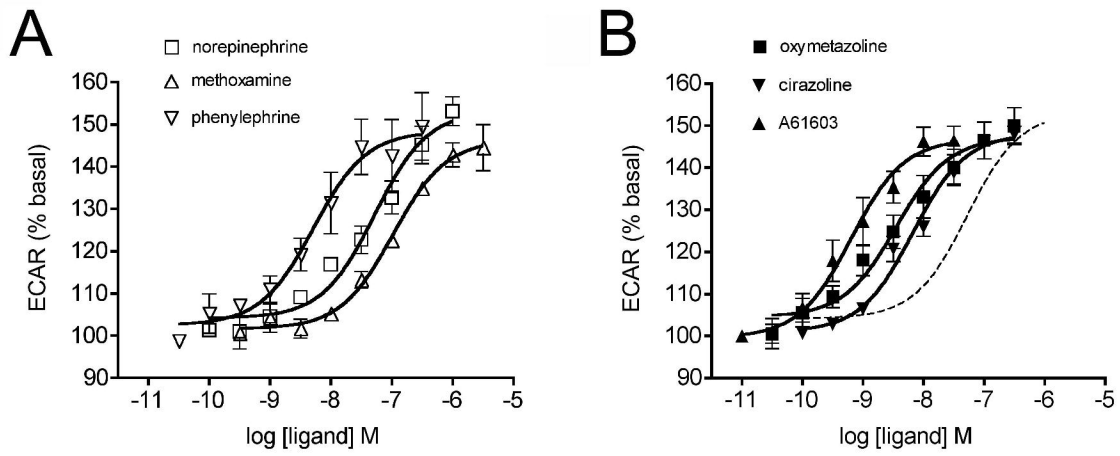 A
norepinephrine
methoxamine
phenylephrine
160
150
140
130
120
110
100
90
ECAR (% basal)
-11 -10 -9 -8 -7 -6 -5
log [ligand] M
B
oxymetazoline
cirazoline
A61603
160
150
140
130
120
110
100
90
ECAR (% basal)
-11 -10 -9 -8 -7 -6 -5
log [ligand] M